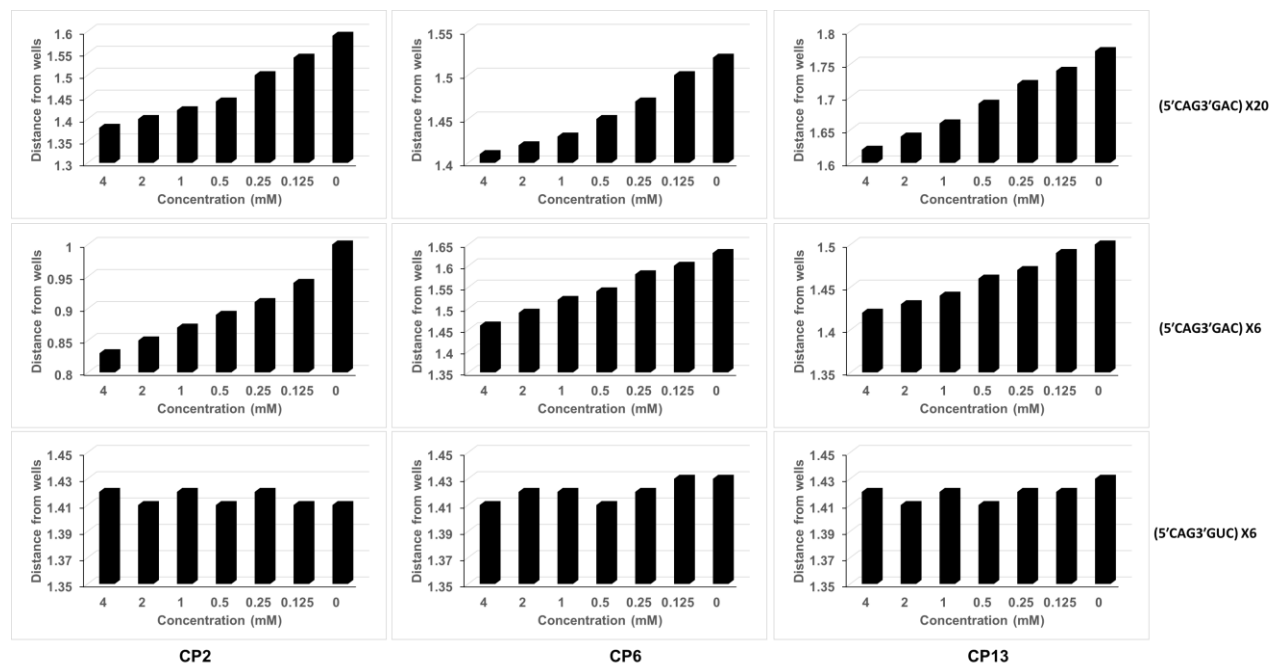 1.6
1.55
1.5
1.45
1.4
1.35
1.3
Distance from wells
4 2 1 0.5 0.25 0.125 0
Concentration (mM)
1.55
1.5
1.45
1.4
Distance from wells
4 2 1 0.5 0.25 0.125 0
Concentration (mM)
1.8
1.75
1.7
1.65
1.6
Distance from wells
4 2 1 0.5 0.25 0.125 0
Concentration (mM)
(5'CAG3'GAC) X20
1
0.95
0.9
0.85
0.8
Distance from wells
4 2 1 0.5 0.25 0.125 0
Concentration (mM)
1.65
1.6
1.55
1.5
1.45
1.4
1.35
Distance from wells
4 2 1 0.5 0.25 0.125 0
Concentration (mM)
1.5
1.45
1.4
1.35
Distance from wells
4 2 1 0.5 0.25 0.125 0
Concentration (mM)
(5'CAG3'GAC) X6
1.45
1.43
1.41
1.39
1.37
1.35
Distance from wells
4 2 1 0.5 0.25 0.125 0
Concentration (mM)
1.45
1.43
1.41
1.39
1.37
1.35
Distance from wells
4 2 1 0.5 0.25 0.125 0
Concentration (mM)
1.45
1.43
1.41
1.39
1.37
1.35
Distance from wells
4 2 1 0.5 0.25 0.125 0
Concentration (mM)
(5'CAG3'GUC) X6
CP2 CP6 CP13